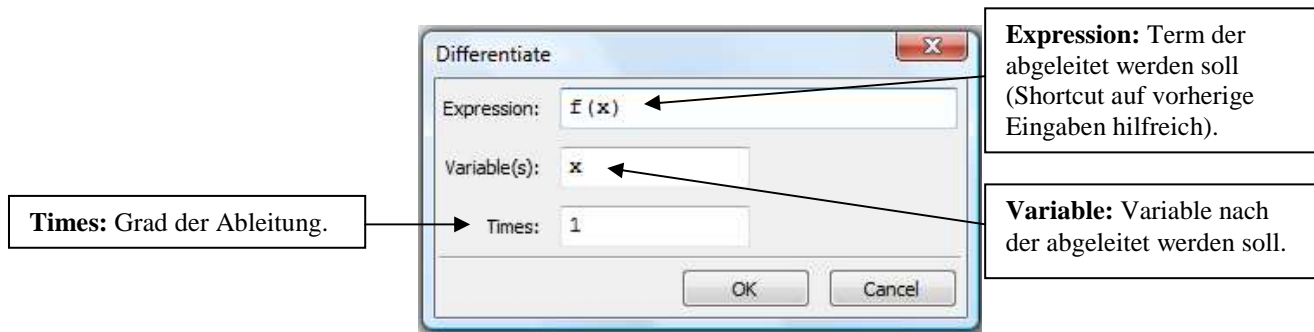 Differentiate
Expression: f(x)
Variable(s): x
Times: 1
OK Cancel
Expression: Term der
abgeleitet werden soll
(Shortcut auf vorherige
Eingaben hilfreich).
Times: Grad der Ableitung.
Variable: Variable nach
der abgeleitet werden soll.